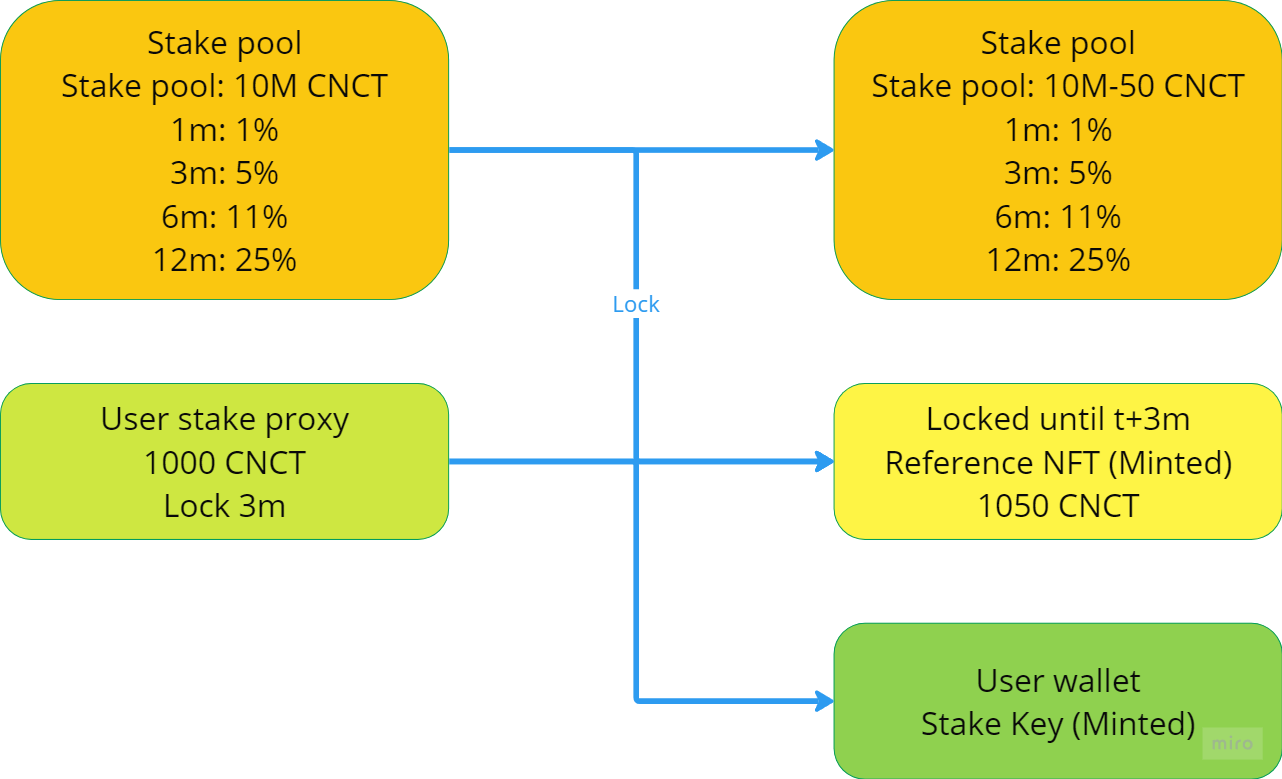 Stake pool
Stake pool: 10M CNCT
1m: 1%
3m: 5%
6m: 11%
12m: 25%
Stake pool
Stake pool: 10M-50 CNCT
1m: 1%
3m: 5%
6m: 11%
12m: 25%
Lock
User stake proxy
1000 CNCT
Lock 3m
Locked until t+3m
Reference NFT (Minted)
1050 CNCT
User wallet
Stake Key (Minted)
miro